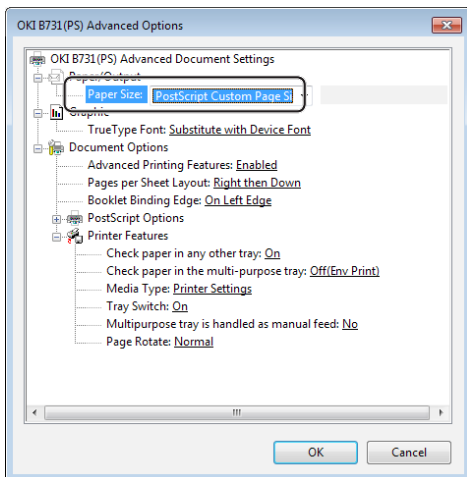 OKI B731(PS) Advanced Options
OKI B731(PS) Advanced Document Settings
Paper/Output
Paper Size: PostScript Custom Page Si
Graphic
TrueType Font: Substitute with Device Font
Document Options
Advanced Printing Features: Enabled
Pages per Sheet Layout: Right then Down
Booklet Binding Edge: On Left Edge
PostScript Options
Printer Features
Check paper in any other tray: On
Check paper in the multi-purpose tray: Off(Env Print)
Media Type: Printer Settings
Tray Switch: On
Multipurpose tray is handled as manual feed: No
Page Rotate: Normal
OK Cancel